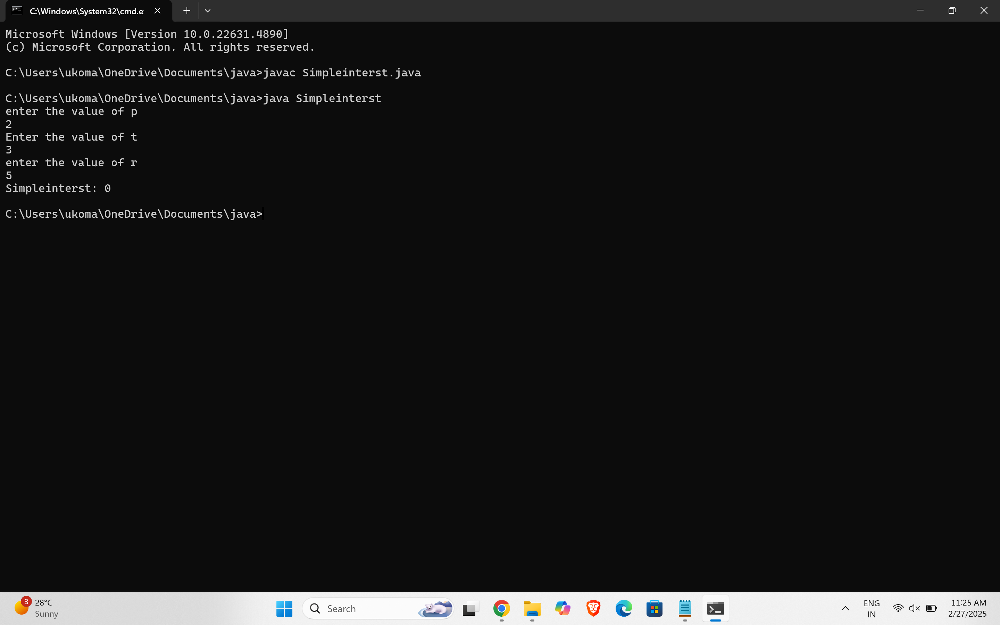 C:\Windows\System32\cmd.e
Microsoft Windows [Version 10.0.22631.4890]
(c) Microsoft Corporation. All rights reserved.
C:\Users\ukoma\OneDrive\Documents\java>javac Simpleinterst.java
C:\Users\ukoma\OneDrive\Documents\java>java Simpleinterst
enter the value of p
2
Enter the value of t
3
enter the value of r
5
Simpleinterst: 0
C:\Users\ukoma\OneDrive\Documents\java>
3
28°C
Sunny
Search
ENG
IN
11:25 AM
2/27/2025